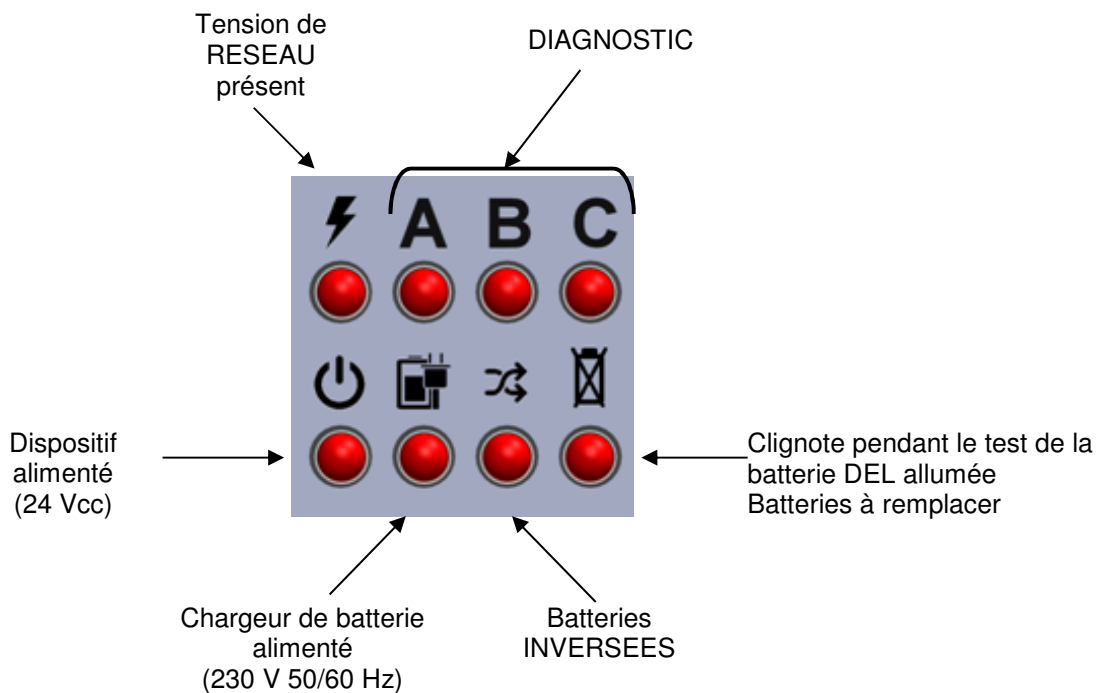 Tension de
RESEAU
présent
DIAGNOSTIC
A B C
Dispositif
alimenté
(24 Vcc)
Clignote pendant le test de la
batterie DEL allumée
Batteries à remplacer
Chargeur de batterie
alimenté
(230 V 50/60 Hz)
Batteries
INVERSEES